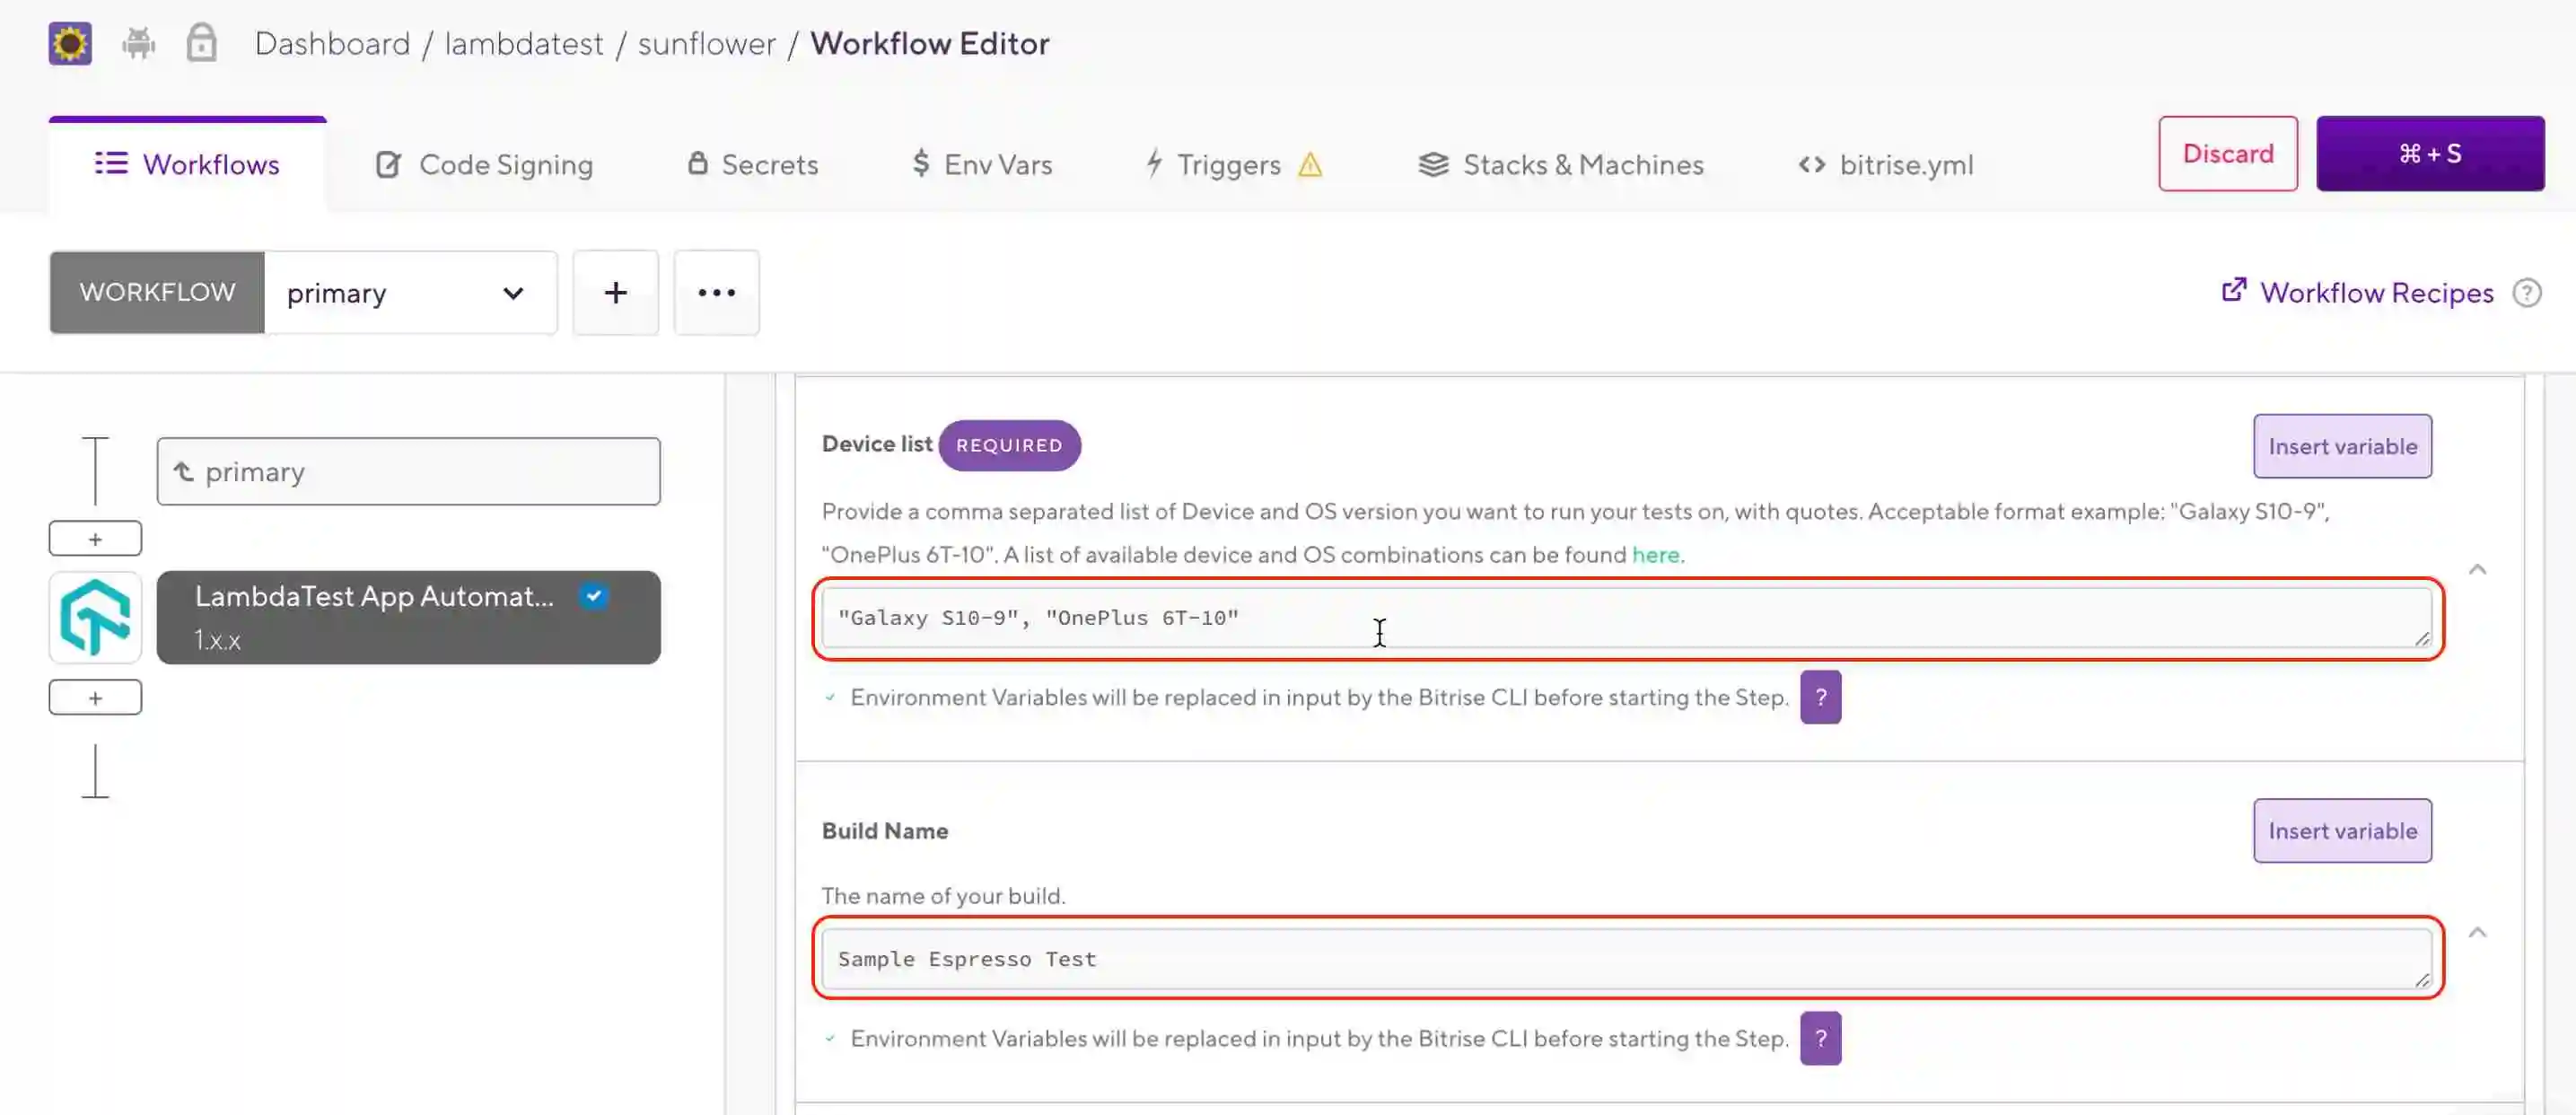 Dashboard / lambdatest / sunflower / Workflow Editor
Workflows
Code Signing
Secrets
$ Env Vars
Triggers
Stacks & Machines
<> bitrise.yml
Discard
⌘ + S
WORKFLOW
primary
+
...
Workflow Recipes ?
primary
+
LambdaTest App Automat...
1.x.x
+
Device list REQUIRED
Insert variable
Provide a comma separated list of Device and OS version you want to run your tests on, with quotes. Acceptable format example: "Galaxy S10-9",
"OnePlus 6T-10". A list of available device and OS combinations can be found here.
"Galaxy S10-9", "OnePlus 6T-10"
Environment Variables will be replaced in input by the Bitrise CLI before starting the Step. ?
Build Name
Insert variable
The name of your build.
Sample Espresso Test
Environment Variables will be replaced in input by the Bitrise CLI before starting the Step. ?